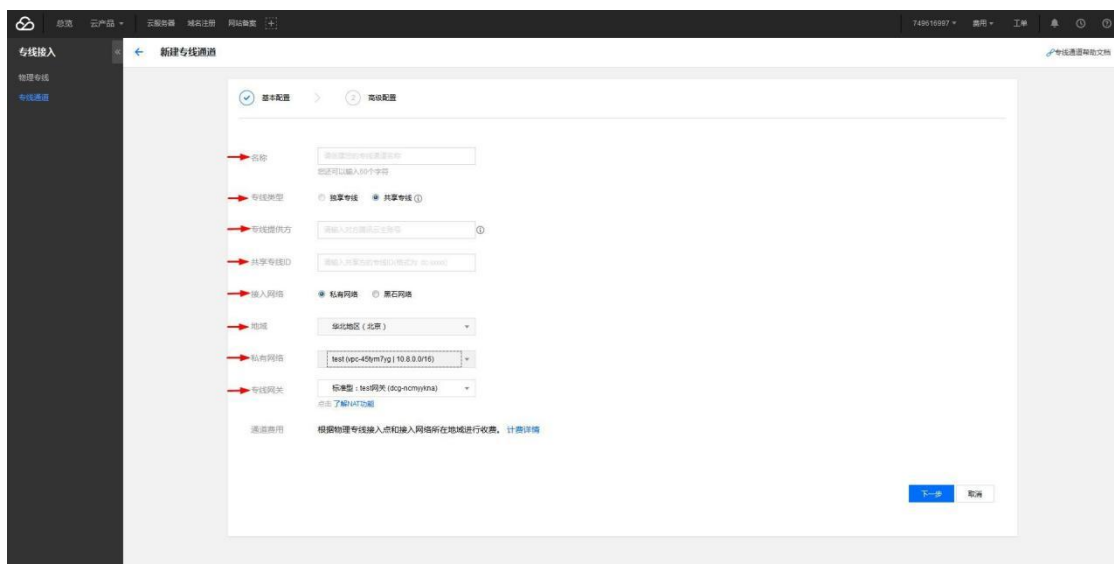 总览 云产品 云服务器 域名注册 网站备案 749616997 费用 工单
专线接入
新建专线通道
专线通道帮助文档
物理专线
专线通道
基本配置
2 高级配置
名称
您还可以输入60个字符
专线类型 独享专线 共享专线
专线提供方
共享专线ID
接入网络 私有网络 黑石网络
地域 华北地区(北京)
私有网络 test (vpc-45tym7yg | 10.8.0.0/16)
专线网关 标准型:test网关 (dcg-ncmyykna)
点击 了解NAT功能
通道费用 根据物理专线接入点和接入网络所在地域进行收费。 计费详情
下一步 取消